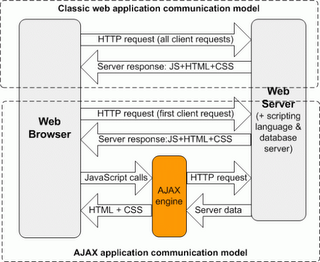 Classic web application communication model
HTTP request (all client requests)
Server response: JS+HTML+CSS
Web
Browser
Web
Server
(+ scripting
language &
database
server)
HTTP request (first client request)
Server response:JS+HTML+CSS
JavaScript calls
AJAX
engine
HTTP request
HTML + CSS
Server data
AJAX application communication model